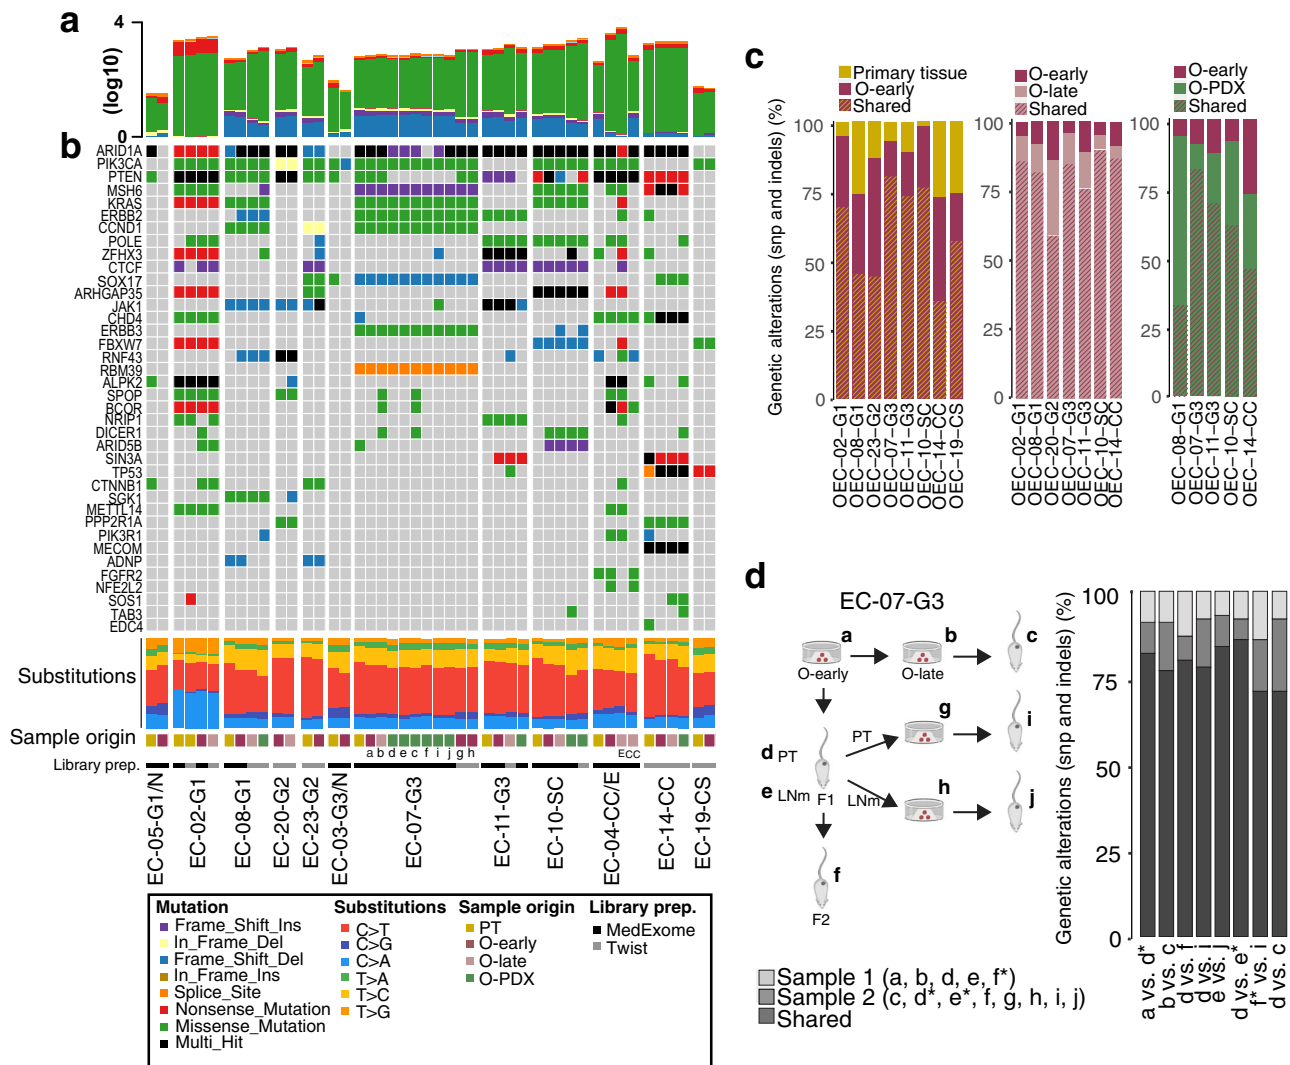 a
4
(log10)
0
b
ARID1A
PIK3CA
PTEN
MSH6
KRAS
ERBB2
CCND1
POLE
ZFHX3
CTCF
SOX17
ARHGAP35
JAK1
CHD4
ERBB3
FBXW7
RNF43
RBM39
ALPK2
SPOP
BCOR
NRIP1
DICER1
ARID5B
SIN3A
TP53
CTNNB1
SGK1
METTL14
PPP2R1A
PIK3R1
MECOM
ADNP
FGFR2
NFE2L2
SOS1
TAB3
EDC4
Substitutions
Sample origin
a b d e c f i j g h
ECC
Library prep.
EC-05-G1/N
EC-02-G1
EC-08-G1
EC-20-G2
EC-23-G2
EC-03-G3/N
EC-07-G3
EC-11-G3
EC-10-SC
EC-04-CC/E
EC-14-CC
EC-19-CS
Mutation
Frame_Shift_Ins
In_Frame_Del
Frame_Shift_Del
In_Frame_Ins
Splice_Site
Nonsense_Mutation
Missense_Mutation
Multi_Hit
Substitutions
C>T
C>G
C>A
T>A
T>C
T>G
Sample origin
PT
O-early
O-late
O-PDX
Library prep.
MedExome
Twist
c
Genetic alterations (snp and indels) (%)
Primary tissue
O-early
Shared
100
75
50
25
0
OEC-02-G1
OEC-08-G1
OEC-23-G2
OEC-07-G3
OEC-11-G3
OEC-10-SC
OEC-14-CC
OEC-19-CS
O-early
O-late
Shared
100
75
50
25
0
OEC-02-G1
OEC-08-G1
OEC-20-G2
OEC-07-G3
OEC-11-G3
OEC-10-SC
OEC-14-CC
O-early
O-PDX
Shared
100
75
50
25
0
OEC-08-G1
OEC-07-G3
OEC-11-G3
OEC-10-SC
OEC-14-CC
d
EC-07-G3
a
b
c
O-early
O-late
g
i
d PT
PT
e LNm
F1
LNm
h
j
f
F2
Sample 1 (a, b, d, e, f*)
Sample 2 (c, d*, e*, f, g, h, i, j)
Shared
Genetic alterations (snp and indels) (%)
100
75
50
25
0
a vs. d*
b vs. c
d vs. f
d vs. i
e vs. j
d vs. e*
f* vs. i
d vs. c